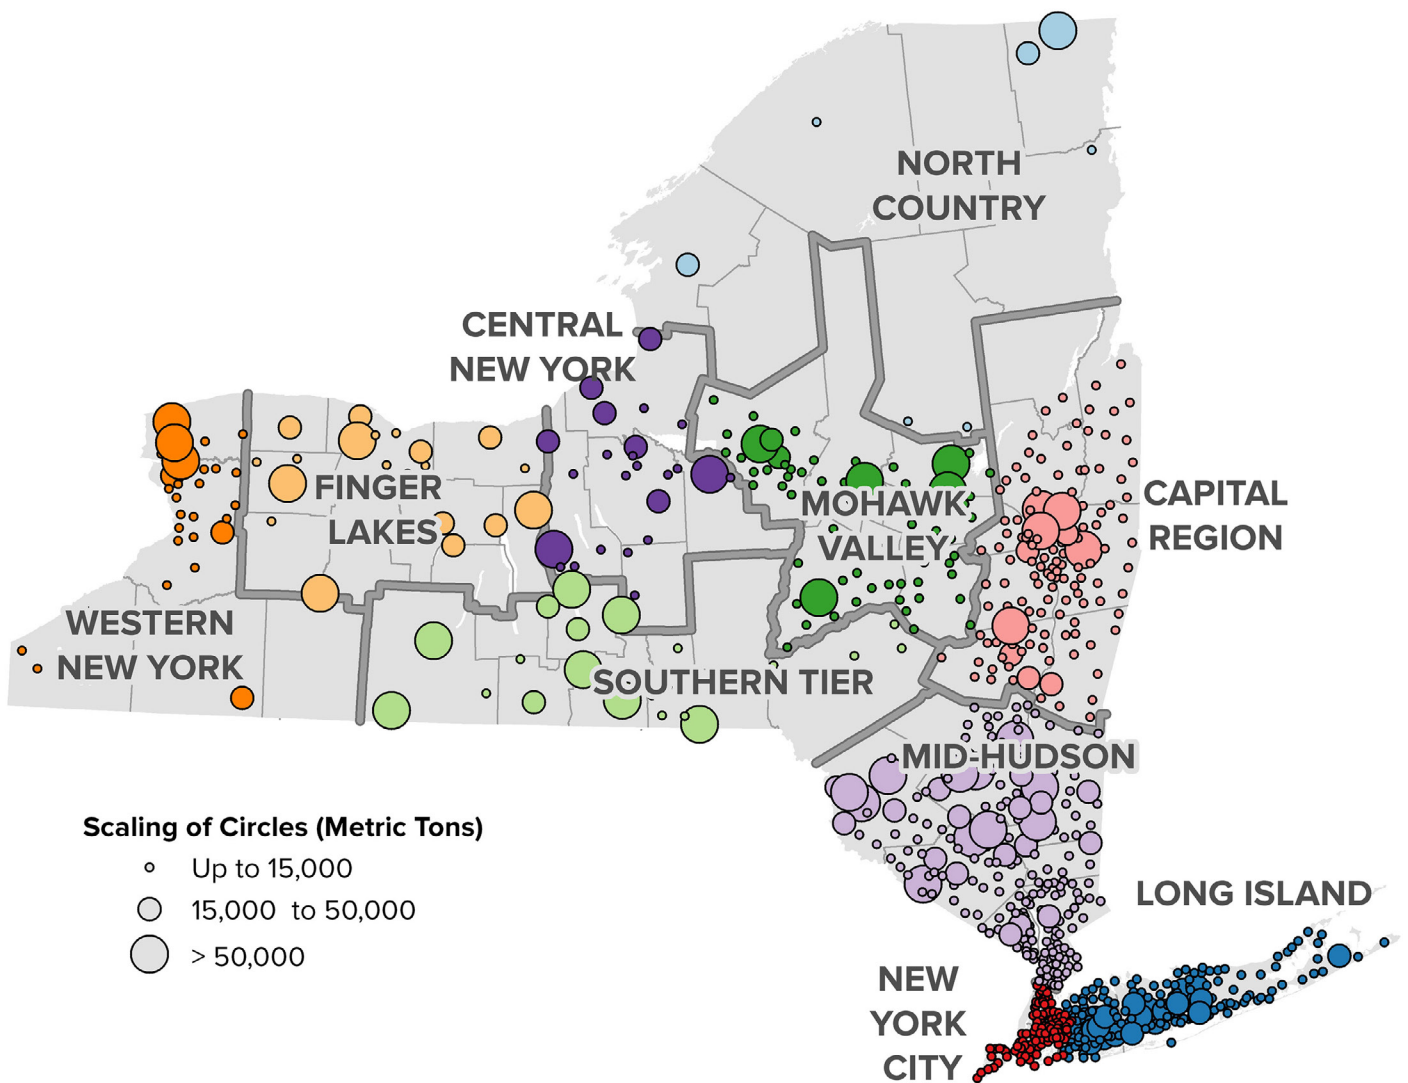 NORTH
COUNTRY
CENTRAL
NEW YORK
FINGER
LAKES
MOHAWK
VALLEY
CAPITAL
REGION
WESTERN
NEW YORK
SOUTHERN TIER
MID-HUDSON
Scaling of Circles (Metric Tons)
Up to 15,000
15,000 to 50,000
> 50,000
LONG ISLAND
NEW
YORK
CITY